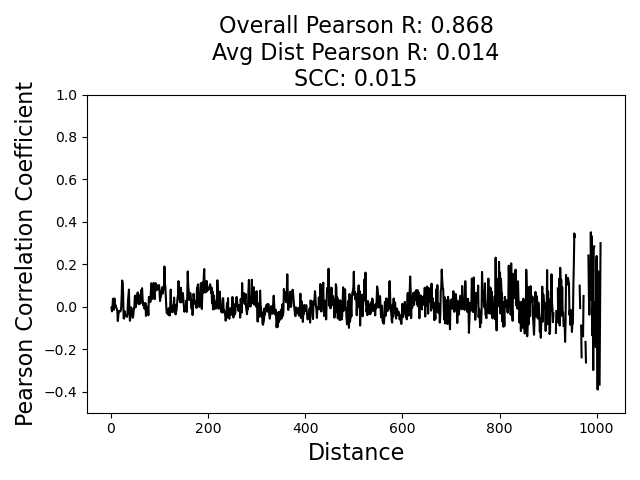 Overall Pearson R: 0.868
Avg Dist Pearson R: 0.014
SCC: 0.015
Pearson Correlation Coefficient
1.0
0.8
0.6
0.4
0.2
0.0
−0.2
−0.4
0 200 400 600 800 1000
Distance